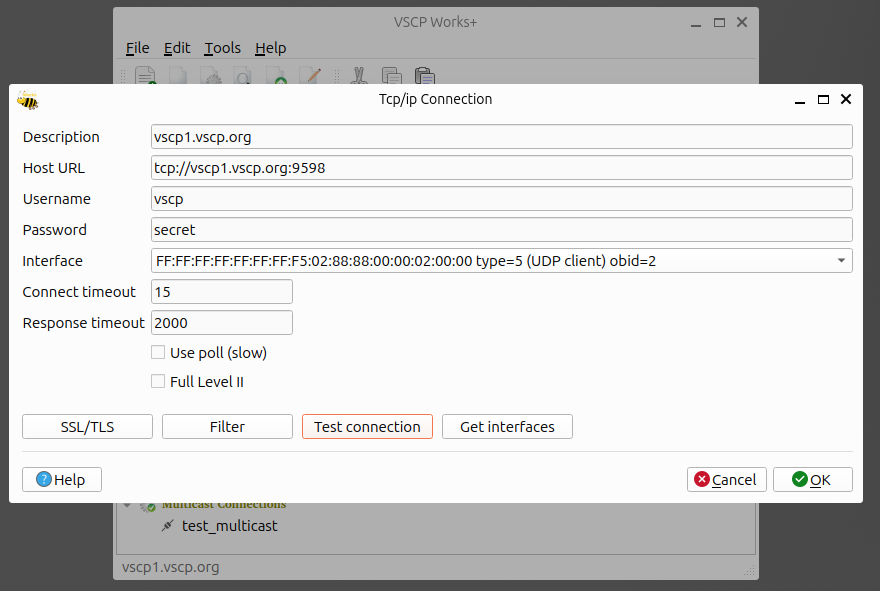 VSCP Works+
File Edit Tools Help
Tcp/ip Connection
Description vscp1.vscp.org
Host URL tcp://vscp1.vscp.org:9598
Username vscp
Password secret
Interface FF:FF:FF:FF:FF:FF:FF:F5:02:88:88:00:00:02:00:00 type=5 (UDP client) obid=2
Connect timeout 15
Response timeout 2000
Use poll (slow)
Full Level II
SSL/TLS Filter Test connection Get interfaces
Help Cancel OK
Multicast Connections
test_multicast
vscp1.vscp.org